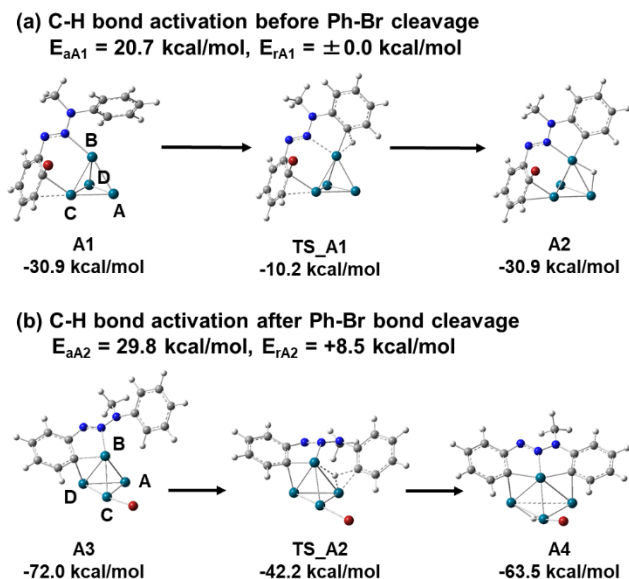 (a) C-H bond activation before Ph-Br cleavage
EaA1 = 20.7 kcal/mol, ErA1 = ±0.0 kcal/mol
B
D
C
A
A1
TS_A1
A2
-30.9 kcal/mol
-10.2 kcal/mol
-30.9 kcal/mol
(b) C-H bond activation after Ph-Br bond cleavage
EaA2 = 29.8 kcal/mol, ErA2 = +8.5 kcal/mol
B
D
A
C
A3
TS_A2
A4
-72.0 kcal/mol
-42.2 kcal/mol
-63.5 kcal/mol